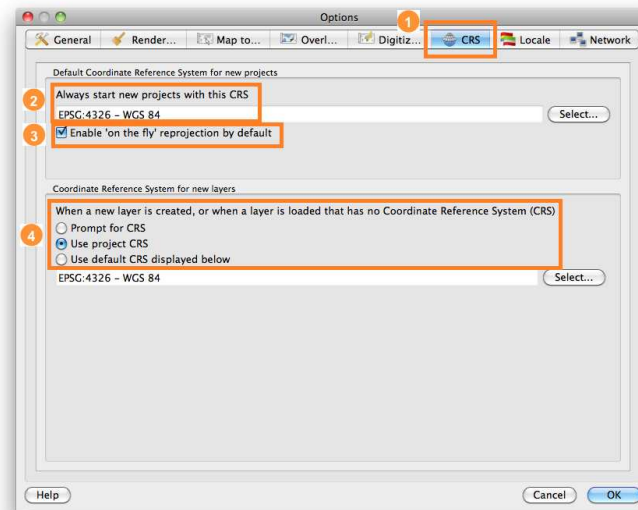 Options
1
General Render... Map to... Overl... Digitiz... CRS Locale Network
Default Coordinate Reference System for new projects
2
Always start new projects with this CRS
EPSG:4326 - WGS 84
Select...
3
Enable 'on the fly' reprojection by default
Coordinate Reference System for new layers
When a new layer is created, or when a layer is loaded that has no Coordinate Reference System (CRS)
4
Prompt for CRS
Use project CRS
Use default CRS displayed below
EPSG:4326 - WGS 84
Select...
Help Cancel OK